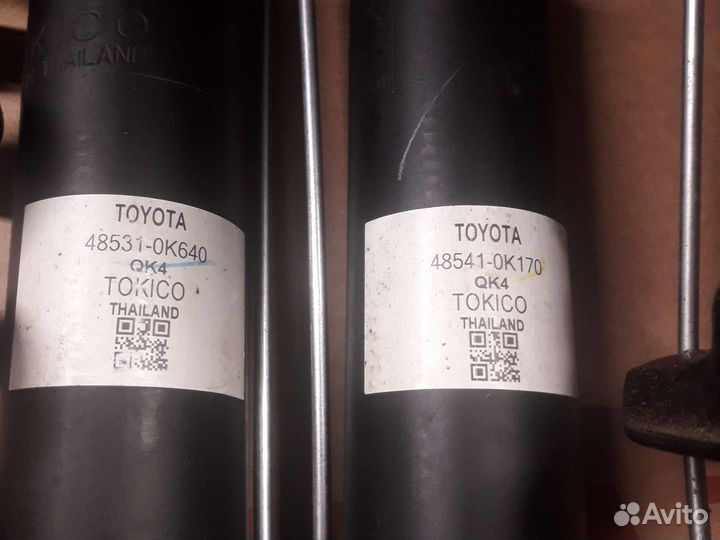 THAILAND
TOYOTA
48531-0K640
QK4
TOKICO
THAILAND
TOYOTA
48541-0K170
QK4
TOKICO
THAILAND
Avito